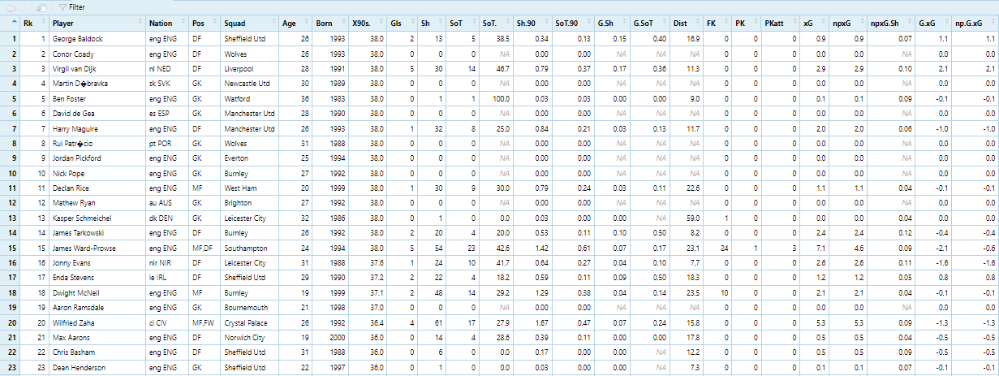 Filter
Rk Player Nation Pos Squad Age Born X90s. Gls Sh SoT SoT. Sh.90 SoT.90 G.Sh G.SoT Dist FK PK PKatt xG npxG npxG.Sh G.xG np.G.xG
1 1 George Baldock eng ENG DF Sheffield Utd 26 1993 38.0 2 13 5 38.5 0.34 0.13 0.15 0.40 16.9 0 0 0 0.9 0.9 0.07 1.1 1.1
2 2 Conor Coady eng ENG DF Wolves 26 1993 38.0 0 0 0 NA 0.00 0.00 NA NA NA 0 0 0 0.0 0.0 NA 0.0 0.0
3 3 Virgil van Dijk nl NED DF Liverpool 28 1991 38.0 5 30 14 46.7 0.79 0.37 0.17 0.36 11.3 0 0 0 2.9 2.9 0.10 2.1 2.1
4 4 Martin D�bravka sk SVK GK Newcastle Utd 30 1989 38.0 0 0 0 NA 0.00 0.00 NA NA NA 0 0 0 0.0 0.0 NA 0.0 0.0
5 5 Ben Foster eng ENG GK Watford 36 1983 38.0 0 1 1 100.0 0.03 0.03 0.00 0.00 9.0 0 0 0 0.1 0.1 0.09 -0.1 -0.1
6 6 David de Gea es ESP GK Manchester Utd 28 1990 38.0 0 0 0 NA 0.00 0.00 NA NA NA 0 0 0 0.0 0.0 NA 0.0 0.0
7 7 Harry Maguire eng ENG DF Manchester Utd 26 1993 38.0 1 32 8 25.0 0.84 0.21 0.03 0.13 11.7 0 0 0 2.0 2.0 0.06 -1.0 -1.0
8 8 Rui Patr�cio pt POR GK Wolves 31 1988 38.0 0 0 0 NA 0.00 0.00 NA NA NA 0 0 0 0.0 0.0 NA 0.0 0.0
9 9 Jordan Pickford eng ENG GK Everton 25 1994 38.0 0 0 0 NA 0.00 0.00 NA NA NA 0 0 0 0.0 0.0 NA 0.0 0.0
10 10 Nick Pope eng ENG GK Burnley 27 1992 38.0 0 0 0 NA 0.00 0.00 NA NA NA 0 0 0 0.0 0.0 NA 0.0 0.0
11 11 Declan Rice eng ENG MF West Ham 20 1999 38.0 1 30 9 30.0 0.79 0.24 0.03 0.11 22.6 0 0 0 1.1 1.1 0.04 -0.1 -0.1
12 12 Mathew Ryan au AUS GK Brighton 27 1992 38.0 0 0 0 NA 0.00 0.00 NA NA NA 0 0 0 0.0 0.0 NA 0.0 0.0
13 13 Kasper Schmeichel dk DEN GK Leicester City 32 1986 38.0 0 1 0 0.0 0.03 0.00 0.00 NA 59.0 1 0 0 0.0 0.0 0.04 0.0 0.0
14 14 James Tarkowski eng ENG DF Burnley 26 1992 38.0 2 20 4 20.0 0.53 0.11 0.10 0.50 8.2 0 0 0 2.4 2.4 0.12 -0.4 -0.4
15 15 James Ward-Prowse eng ENG MF,DF Southampton 24 1994 38.0 5 54 23 42.6 1.42 0.61 0.07 0.17 23.1 24 1 3 7.1 4.6 0.09 -2.1 -0.6
16 16 Jonny Evans nir NIR DF Leicester City 31 1988 37.6 1 24 10 41.7 0.64 0.27 0.04 0.10 7.7 0 0 0 2.6 2.6 0.11 -1.6 -1.6
17 17 Enda Stevens ie IRL DF Sheffield Utd 29 1990 37.2 2 22 4 18.2 0.59 0.11 0.09 0.50 18.3 0 0 0 1.2 1.2 0.05 0.8 0.8
18 18 Dwight McNeil eng ENG MF Burnley 19 1999 37.1 2 48 14 29.2 1.29 0.38 0.04 0.14 23.5 10 0 0 2.1 2.1 0.04 -0.1 -0.1
19 19 Aaron Ramsdale eng ENG GK Bournemouth 21 1998 37.0 0 0 0 NA 0.00 0.00 NA NA NA 0 0 0 0.0 0.0 NA 0.0 0.0
20 20 Wilfried Zaha ci CIV MF,FW Crystal Palace 26 1992 36.4 4 61 17 27.9 1.67 0.47 0.07 0.24 15.8 0 0 0 5.3 5.3 0.09 -1.3 -1.3
21 21 Max Aarons eng ENG DF Norwich City 19 2000 36.0 0 14 4 28.6 0.39 0.11 0.00 0.00 17.8 0 0 0 0.5 0.5 0.04 -0.5 -0.5
22 22 Chris Basham eng ENG DF Sheffield Utd 31 1988 36.0 0 6 0 0.0 0.17 0.00 0.00 NA 12.2 0 0 0 0.5 0.5 0.09 -0.5 -0.5
23 23 Dean Henderson eng ENG GK Sheffield Utd 22 1997 36.0 0 1 0 0.0 0.03 0.00 0.00 NA 7.3 0 0 0 0.1 0.1 0.07 -0.1 -0.1